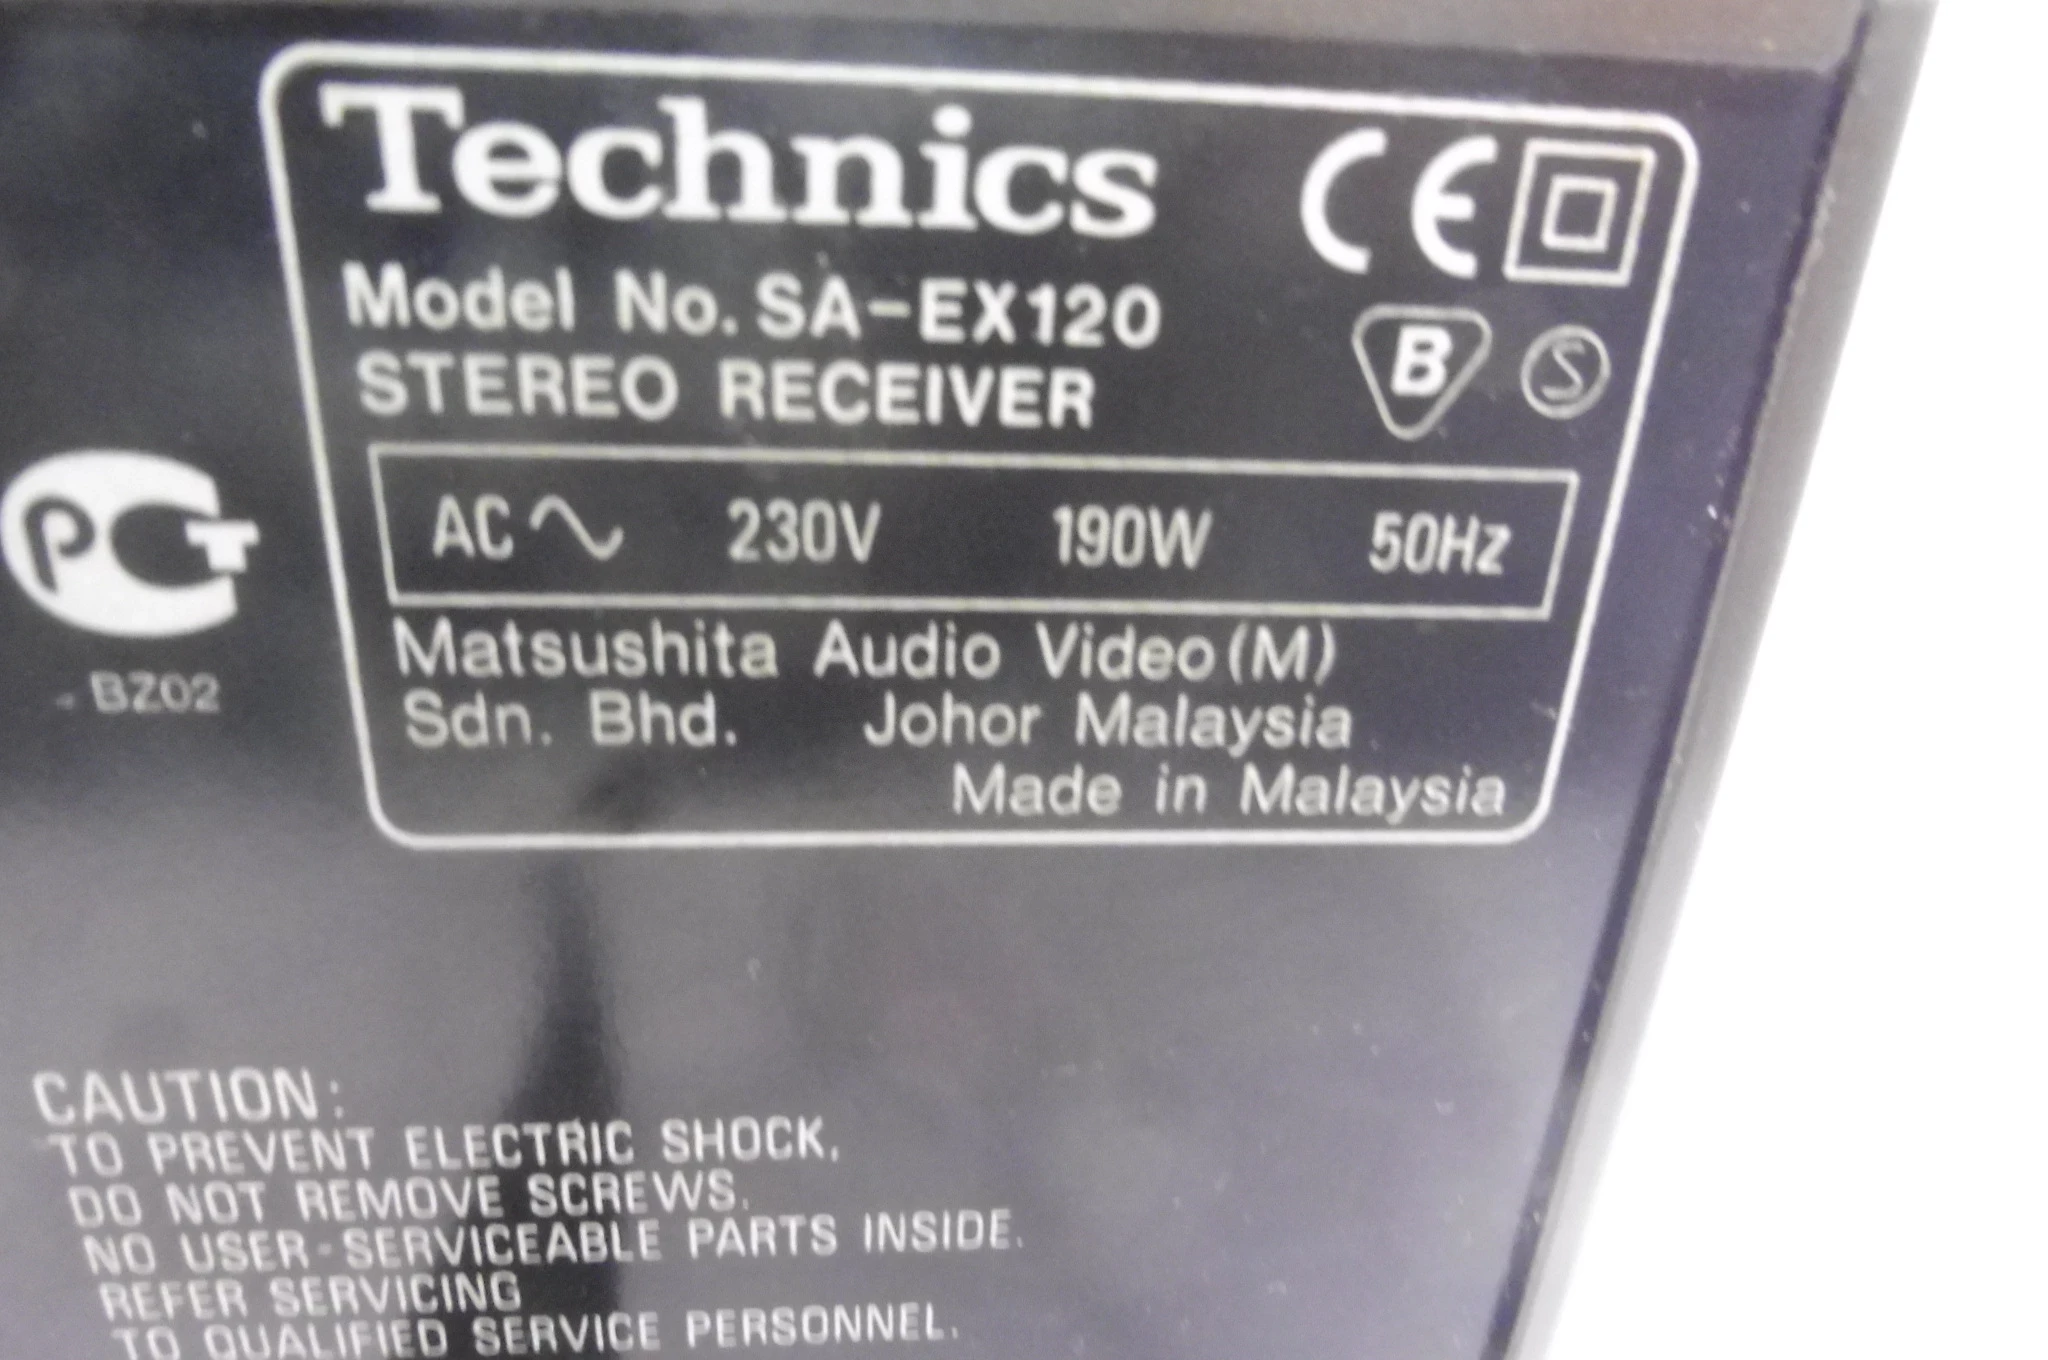 Technics CE
Model No. SA-EX120
STEREO RECEIVER B S
AC 230V 190W 50Hz
PCT
BZ02
Matsushita Audio Video (M)
Sdn. Bhd. Johor Malaysia
Made in Malaysia
CAUTION:
TO PREVENT ELECTRIC SHOCK,
DO NOT REMOVE SCREWS.
NO USER-SERVICEABLE PARTS INSIDE.
REFER SERVICING
TO QUALIFIED SERVICE PERSONNEL.